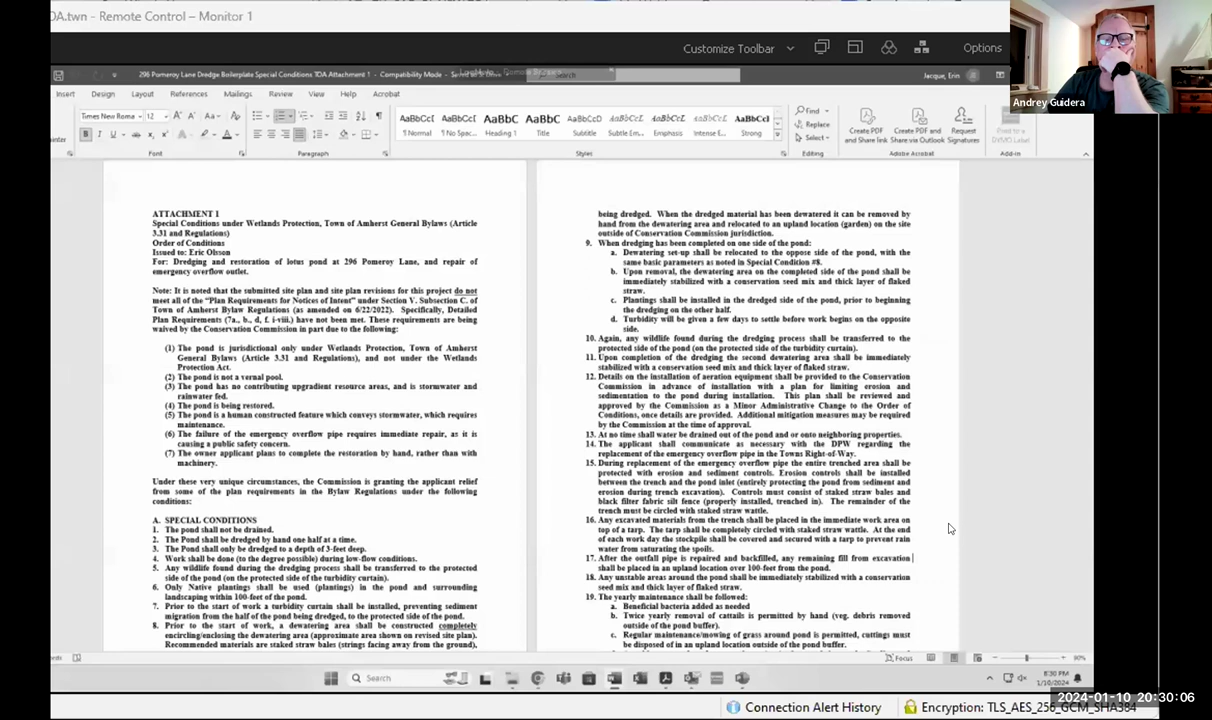 DA.twn - Remote Control – Monitor 1
Customize Toolbar
Options
Andrey Guidera
296 Pomeroy Lane Dredge Boilerplate Special Conditions TOA Attachment 1 - Compatibility Mode -
Search
Jacque, Erin
Insert Design Layout References Mailings Review View Help Acrobat
Times New Roma 12
AaBbCcI AaBbCcI AaBbC AaBbC AaBbCcD AaBbCcI AaBbCcI AaBbCcI AaBbCcI
Normal No Spac... Heading 1 Title Subtitle Subtle Em... Emphasis Intense E... Strong
Find
Replace
Select
Create PDF and Share link
Create PDF and Share via Outlook
Request Signatures
Font Paragraph Styles Editing Adobe Acrobat Add-in
ATTACHMENT 1
Special Conditions under Wetlands Protection, Town of Amherst General Bylaws (Article
3.31 and Regulations)
Order of Conditions
Issued to: Eric Olsson
For: Dredging and restoration of lotus pond at 296 Pomeroy Lane, and repair of
emergency overflow outlet.
Note: It is noted that the submitted site plan and site plan revisions for this project do not
meet all of the "Plan Requirements for Notices of Intent" under Section V. Subsection C. of
Town of Amherst Bylaw Regulations (as amended on 6/22/2022). Specifically, Detailed
Plan Requirements (7a., b., d, f. i-viii.) have not been met. These requirements are being
waived by the Conservation Commission in part due to the following:
(1) The pond is jurisdictional only under Wetlands Protection, Town of Amherst
General Bylaws (Article 3.31 and Regulations), and not under the Wetlands
Protection Act.
(2) The pond is not a vernal pool.
(3) The pond has no contributing upgradient resource areas, and is stormwater and
rainwater fed.
(4) The pond is being restored.
(5) The pond is a human constructed feature which conveys stormwater, which requires
maintenance.
(6) The failure of the emergency overflow pipe requires immediate repair, as it is
causing a public safety concern.
(7) The owner applicant plans to complete the restoration by hand, rather than with
machinery.
Under these very unique circumstances, the Commission is granting the applicant relief
from some of the plan requirements in the Bylaw Regulations under the following
conditions:
A. SPECIAL CONDITIONS
1. The Pond shall not be drained.
2. The Pond shall be dredged by hand one half at a time.
3. The Pond shall only be dredged to a depth of 3-feet deep.
4. Work shall be done (to the degree possible) during low-flow conditions.
5. Any wildlife found during the dredging process shall be transferred to the protected
side of the pond (on the protected side of the turbidity curtain).
6. Only Native plantings shall be used (plantings) in the pond and surrounding
landscaping within 100-feet of the pond.
7. Prior to the start of work a turbidity curtain shall be installed, preventing sediment
migration from the half of the pond being dredged, to the protected side of the pond.
8. Prior to the start of work, a dewatering area shall be constructed completely
encircling/enclosing the dewatering area (approximate area shown on revised site plan).
Recommended materials are staked straw bales (strings facing away from the ground),
being dredged. When the dredged material has been dewatered it can be removed by
hand from the dewatering area and relocated to an upland location (garden) on the site
outside of Conservation Commission jurisdiction.
9. When dredging has been completed on one side of the pond:
a. Dewatering set-up shall be relocated to the oppose side of the pond, with
the same basic parameters as noted in Special Condition #8.
b. Upon removal, the dewatering area on the completed side of the pond shall be
immediately stabilized with a conservation seed mix and thick layer of flaked
straw.
c. Plantings shall be installed in the dredged side of the pond, prior to beginning
the dredging on the other half.
d. Turbidity will be given a few days to settle before work begins on the opposite
side.
10. Again, any wildlife found during the dredging process shall be transferred to the
protected side of the pond (on the protected side of the turbidity curtain).
11. Upon completion of the dredging the second dewatering area shall be immediately
stabilized with a conservation seed mix and thick layer of flaked straw.
12. Details on the installation of aeration equipment shall be provided to the Conservation
Commission in advance of installation with a plan for limiting erosion and
sedimentation to the pond during installation. This plan shall be reviewed and
approved by the Commission as a Minor Administrative Change to the Order of
Conditions, once details are provided. Additional mitigation measures may be required
by the Commission at the time of approval.
13. At no time shall water be drained out of the pond and or onto neighboring properties.
14. The applicant shall communicate as necessary with the DPW regarding the
replacement of the emergency overflow pipe in the Towns Right-of-Way.
15. During replacement of the emergency overflow pipe the entire trenched area shall be
protected with erosion and sediment controls. Erosion controls shall be installed
between the trench and the pond inlet (entirely protecting the pond from sediment and
erosion during trench excavation). Controls must consist of staked straw bales and
black filter fabric silt fence (properly installed, trenched in). The remainder of the
trench must be circled with staked straw wattle.
16. Any excavated materials from the trench shall be placed in the immediate work area on
top of a tarp. The tarp shall be completely circled with staked straw wattle. At the end
of each work day the stockpile shall be covered and secured with a tarp to prevent rain
water from saturating the spoils.
17. After the outfall pipe is repaired and backfilled, any remaining fill from excavation
shall be placed in an upland location over 100-feet from the pond.
18. Any unstable areas around the pond shall be immediately stabilized with a conservation
seed mix and thick layer of flaked straw.
19. The yearly maintenance shall be followed:
a. Beneficial bacteria added as needed
b. Twice yearly removal of cattails is permitted by hand (veg. debris removed
outside of the pond buffer).
c. Regular maintenance/mowing of grass around pond is permitted, cuttings must
be disposed of in an upland location outside of the pond buffer.
Focus
90%
Search
8:30 PM
1/10/2024
2024-01-10 20:30:06
Connection Alert History
Encryption: TLS_AES_256_GCM_SHA384